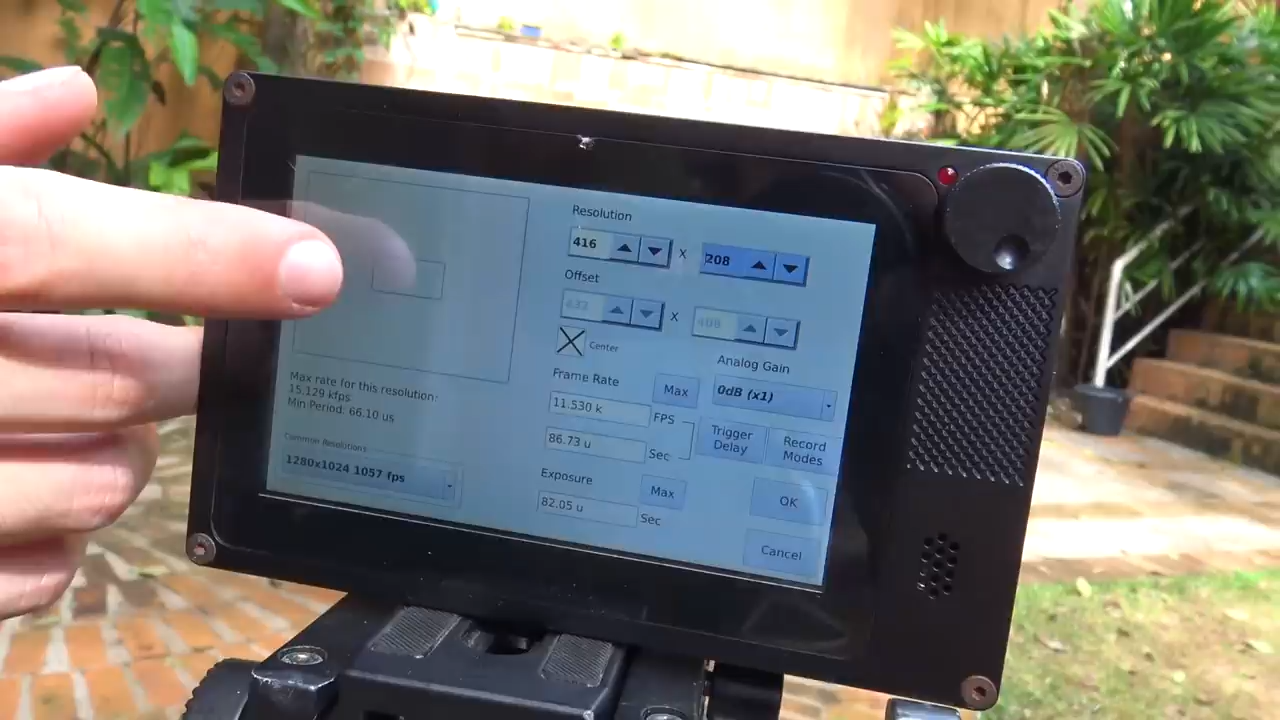 Resolution
416 X 208
Offset
432 X 408
Center
Analog Gain
0dB (x1)
Frame Rate
Max
11.530 k FPS
86.73 u Sec
Trigger Delay
Record Modes
Exposure
Max
82.05 u Sec
OK
Cancel
Max rate for this resolution:
15.129 kfps
Min Period: 66.10 us
Common Resolutions
1280x1024 1057 fps